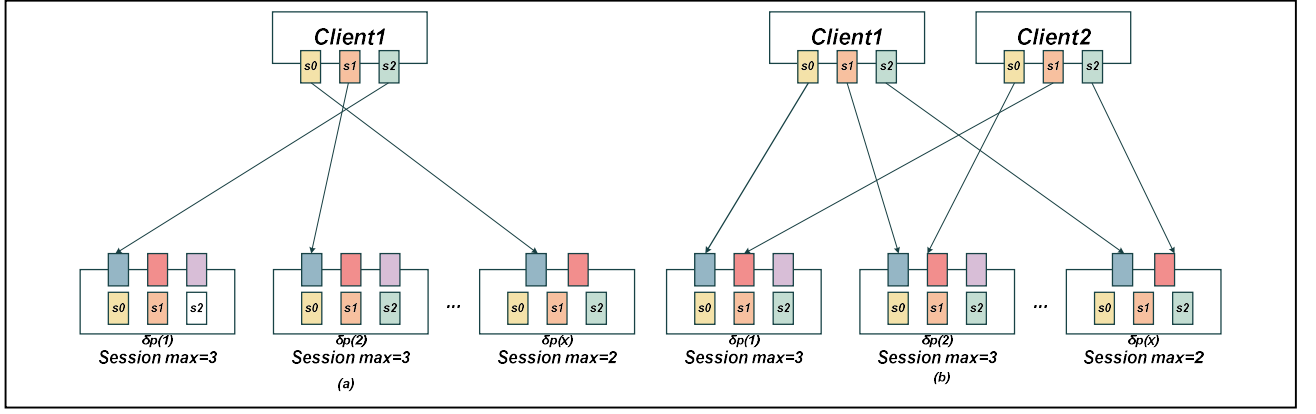 Client1
s0 s1 s2
s0 s1 s2
δp(1)
Session max=3
s0 s1 s2
δp(2)
Session max=3
...
s0 s1 s2
δp(x)
Session max=2
(a)
Client1
s0 s1 s2
Client2
s0 s1 s2
s0 s1 s2
δp(1)
Session max=3
s0 s1 s2
δp(2)
Session max=3
...
s0 s1 s2
δp(x)
Session max=2
(b)